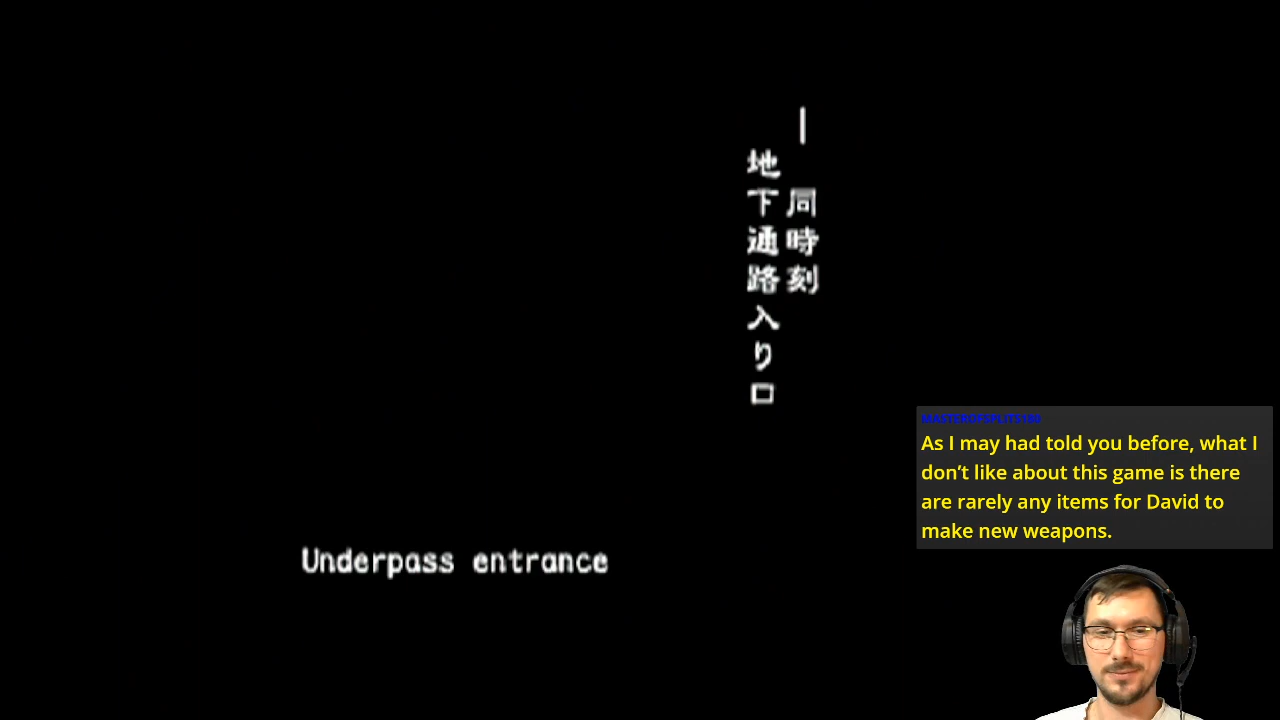 ― 同時刻
地下通路入り口
Underpass entrance
MASTEROFSPLITS180
As I may had told you before, what I
don't like about this game is there
are rarely any items for David to
make new weapons.